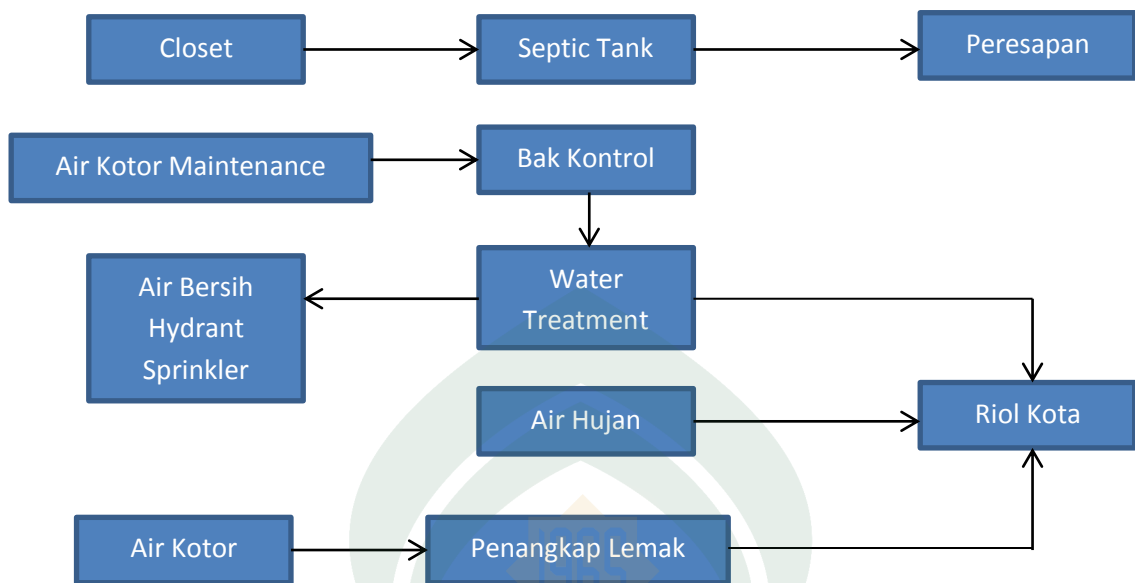 Closet
Septic Tank
Peresapan
Air Kotor Maintenance
Bak Kontrol
Air Bersih
Hydrant
Sprinkler
Water
Treatment
Air Hujan
Riol Kota
Air Kotor
Penangkap Lemak
1965